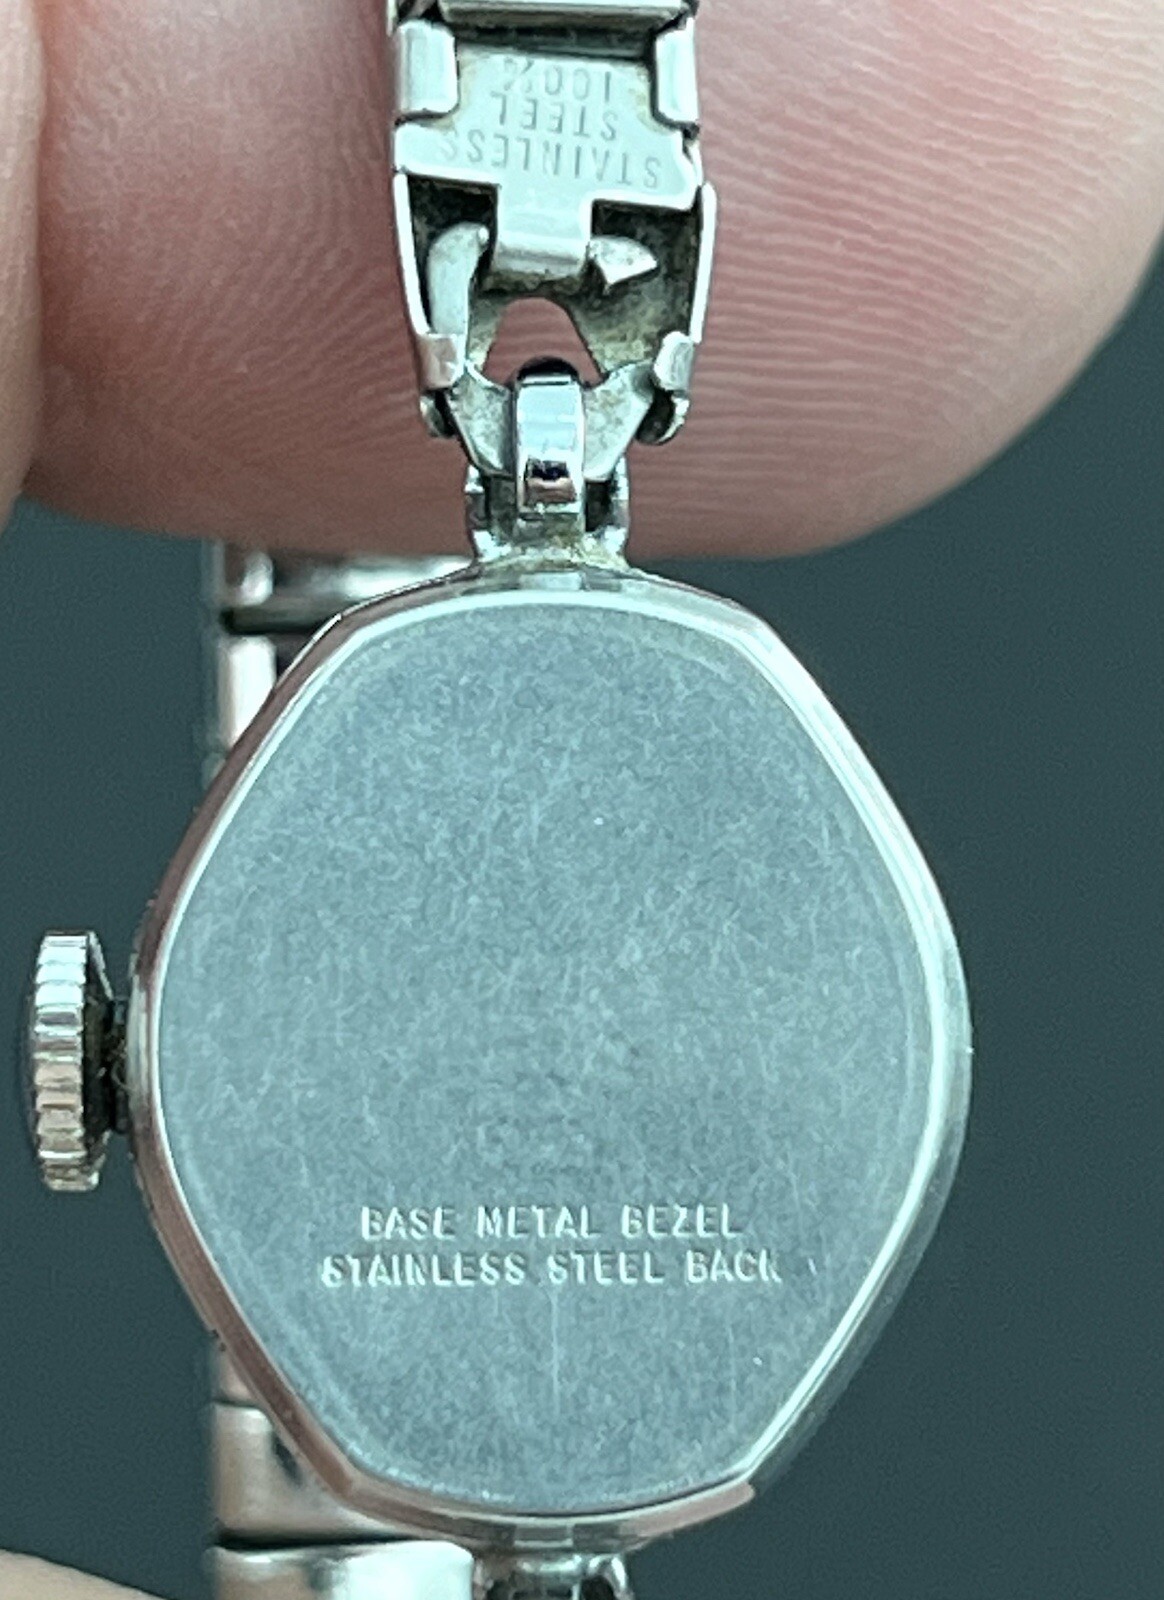 STAINLESS
STEEL
100%
BASE METAL BEZEL
STAINLESS STEEL BACK